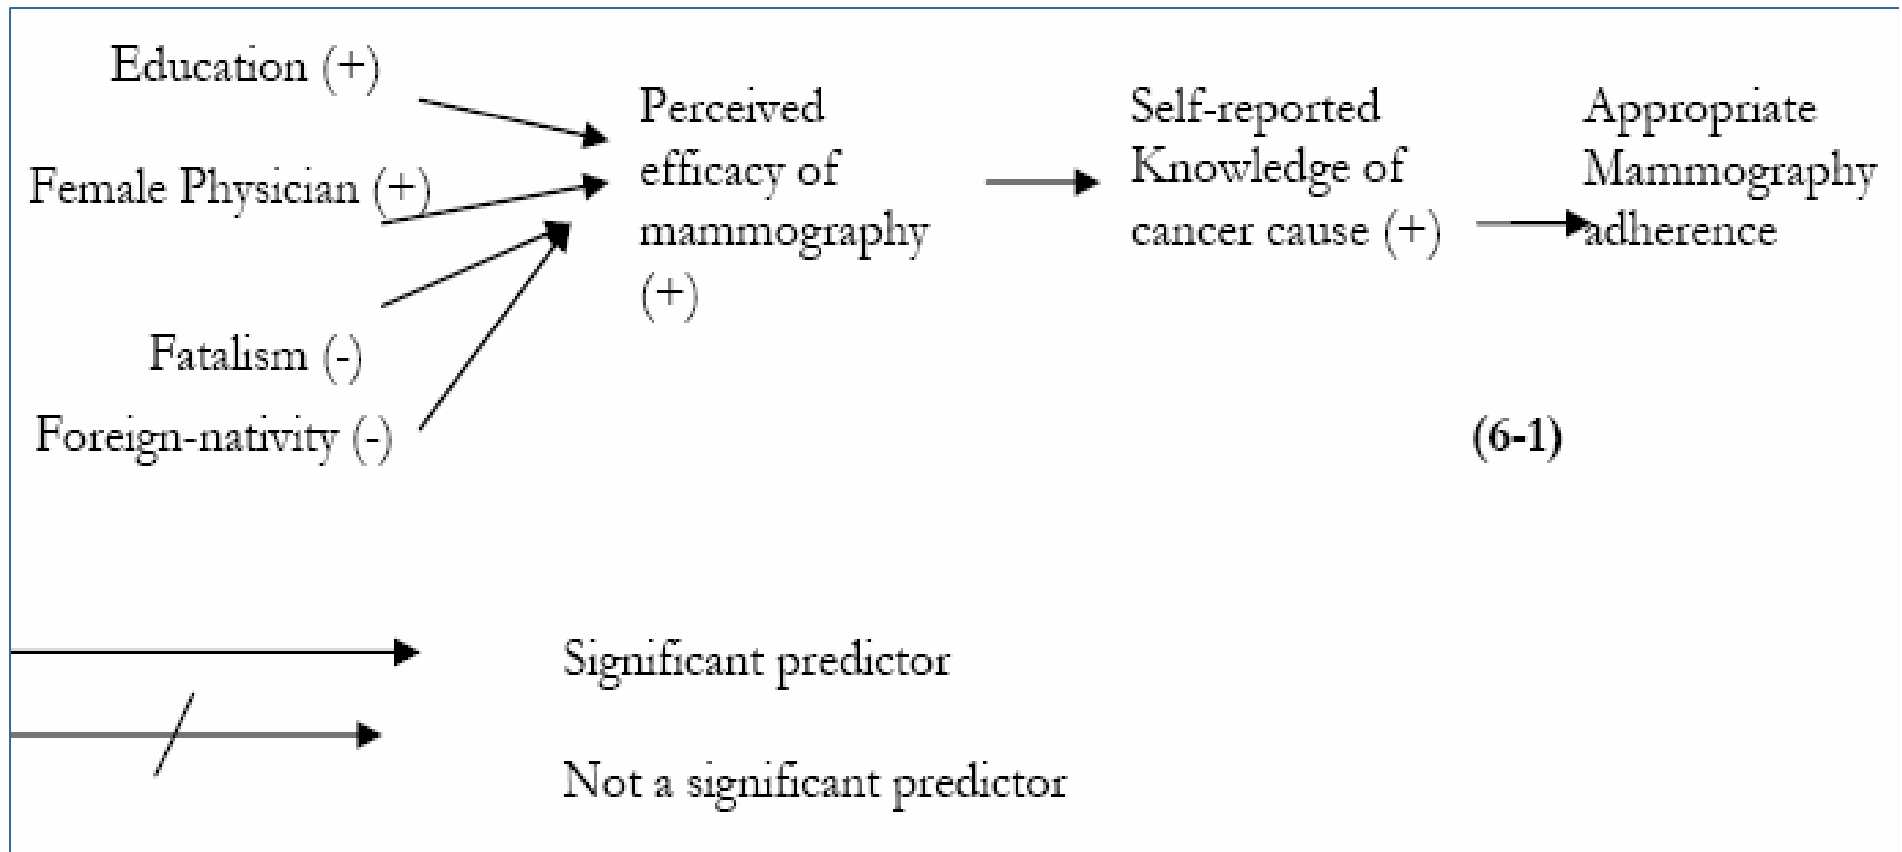 Education (+)
Female Physician (+)
Fatalism (-)
Foreign-nativity (-)
Perceived
efficacy of
mammography
(+)
Self-reported
Knowledge of
cancer cause (+)
Appropriate
Mammography
adherence
(6-1)
Significant predictor
Not a significant predictor